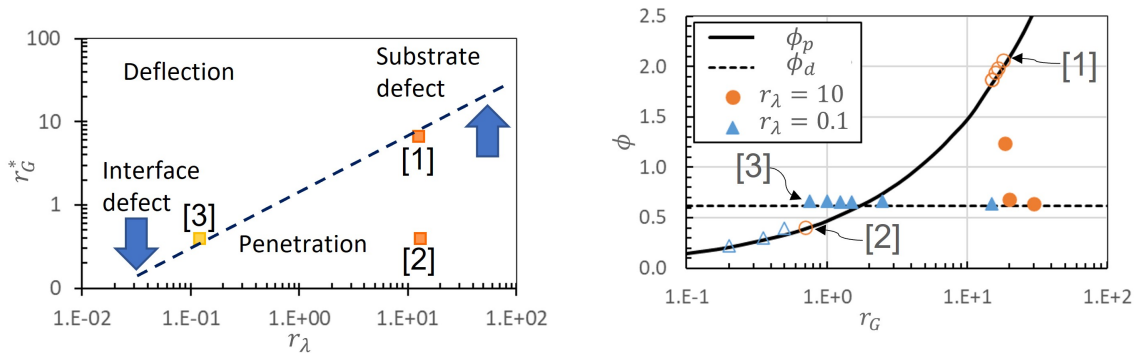 100
10
1
0
r*G
Deflection
Substrate
defect
[1]
Interface
defect
[3]
Penetration
[2]
1.E-02
1.E-01
1.E+00
1.E+01
1.E+02
rλ
2.5
2.0
1.5
1.0
0.5
0.0
ϕ
ϕp
ϕd
rλ = 10
rλ = 0.1
[1]
[3]
[2]
1.E-1
1.E+0
1.E+1
1.E+2
rG